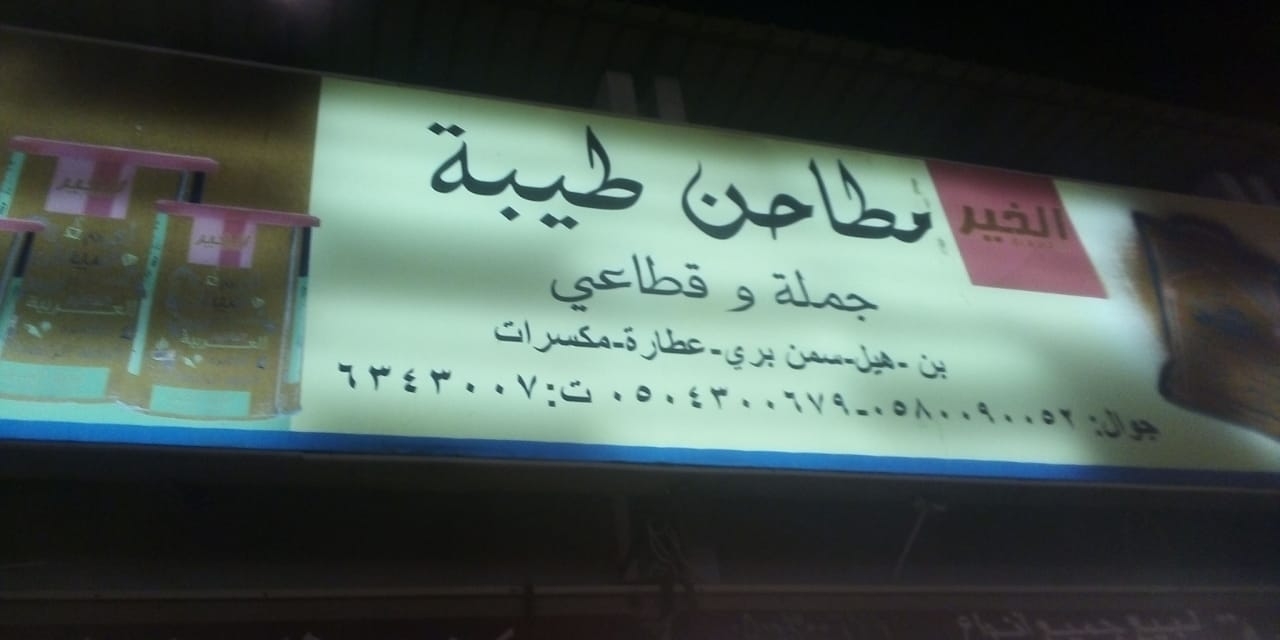 الخير
مطاحن طيبة
جملة و قطاعي
بن -هيل-سمن بري-عطارة-مكسرات
جوال: ٠٥٨٠٠٩٠٠٥٢-٠٥٠٤٣٠٠٦٧٩ ت:٦٣٤٣٠٠٧